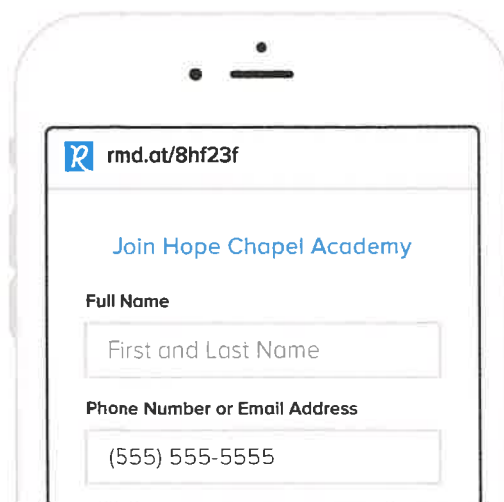 R rmd.at/8hf23f
Join Hope Chapel Academy
Full Name
First and Last Name
Phone Number or Email Address
(555) 555-5555